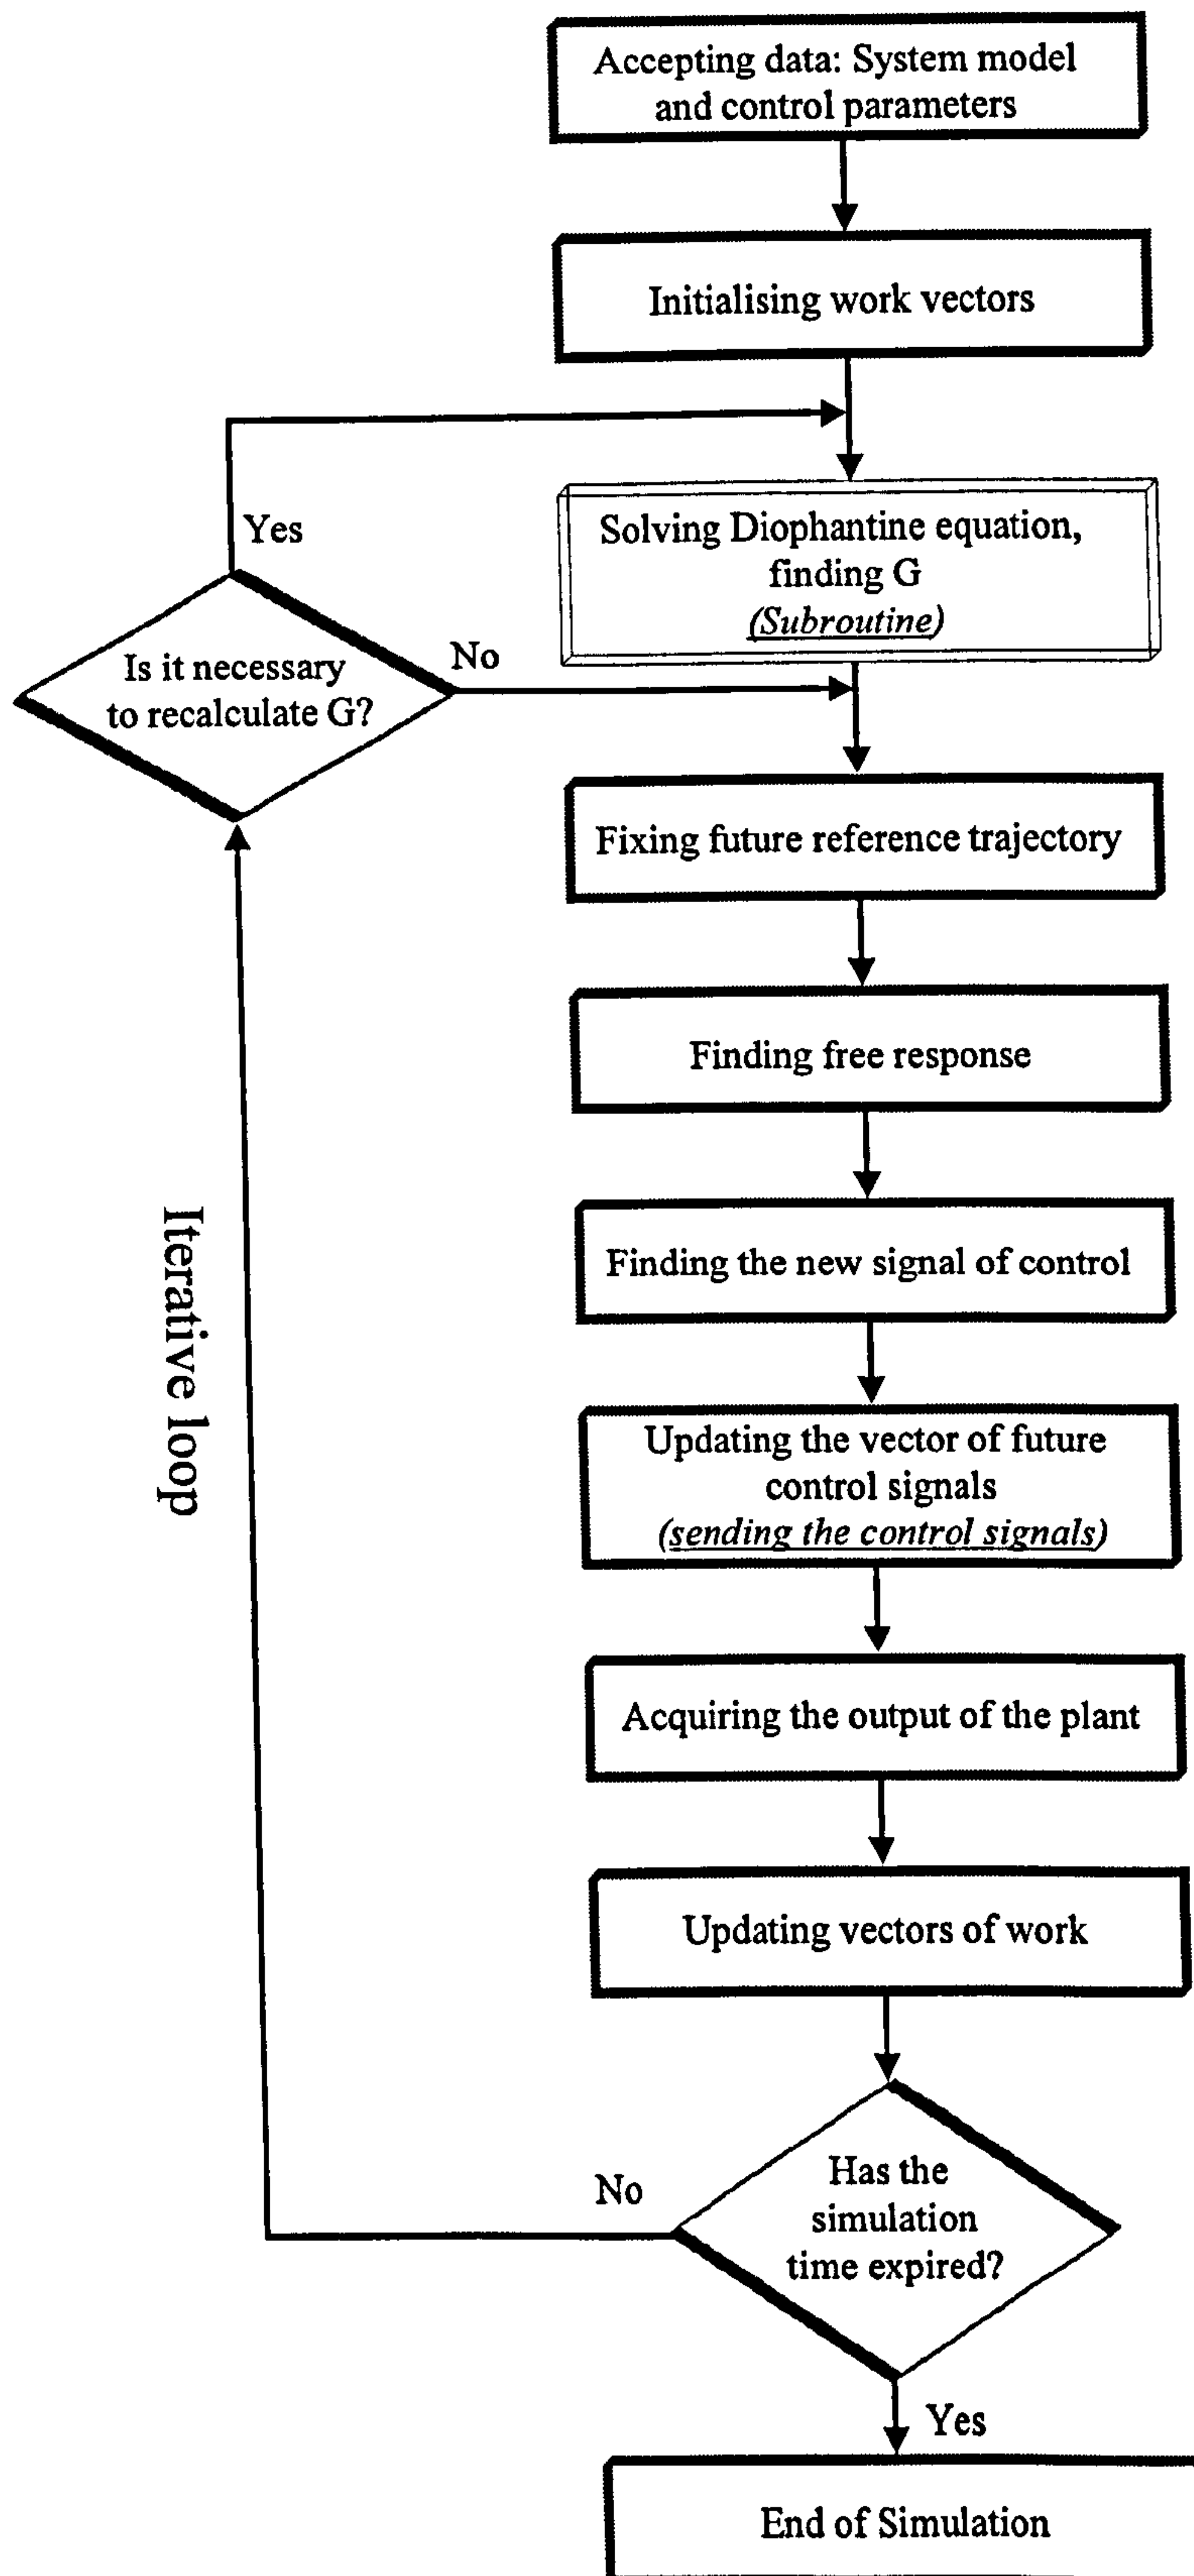 Accepting data: System model
and control parameters
Initialising work vectors
Yes
Solving Diophantine equation,
finding G
(Subroutine)
Is it necessary
to recalculate G?
No
Fixing future reference trajectory
Finding free response
Finding the new signal of control
Iterative loop
Updating the vector of future
control signals
(sending the control signals)
Acquiring the output of the plant
Updating vectors of work
Has the
simulation
time expired?
No
Yes
End of Simulation